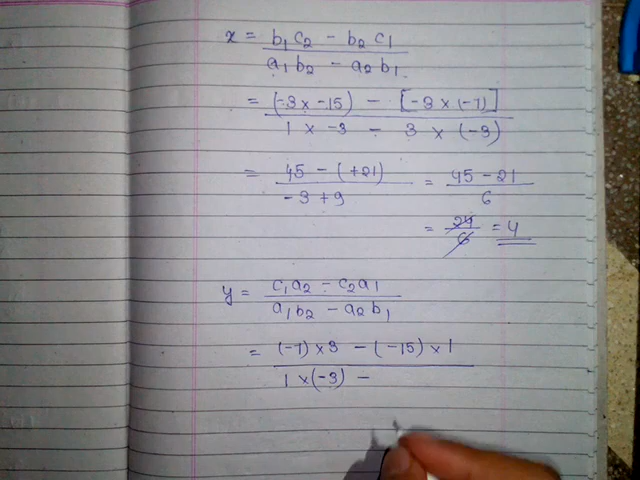 x = b₁c₂ - b₂c₁ / a₁b₂ - a₂b₁
= (-3 x -15) - [-3 x (-7)] / 1 x -3 - 3 x (-3)
= 45 - (+21) / -3 + 9 = 45 - 21 / 6
= 24 / 6 = 4
y = c₁a₂ - c₂a₁ / a₁b₂ - a₂b₁
= (-7) x 3 - (-15) x 1 / 1 x (-3) -